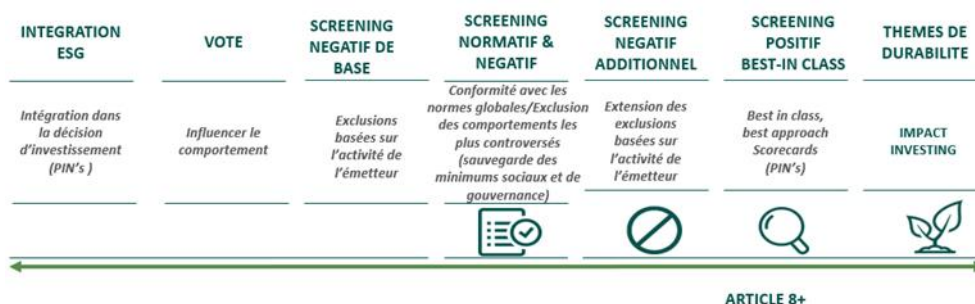 INTEGRATION
ESG
VOTE
SCREENING
NEGATIF DE
BASE
SCREENING
NORMATIF &
NEGATIF
SCREENING
NEGATIF
ADDITIONNEL
SCREENING
POSITIF
BEST-IN CLASS
THEMES DE
DURABILITE
Intégration dans
la décision
d'investissement
(PIN's )
Influencer le
comportement
Exclusions
basées sur
l'activité de
l'émetteur
Conformité avec les
normes globales/Exclusion
des comportements les
plus controversés
(sauvegarde des
minimums sociaux et de
gouvernance)
Extension des
exclusions
basées sur
l'activité de
l'émetteur
Best in class,
best approach
Scorecards
(PIN's)
IMPACT
INVESTING
ARTICLE 8+